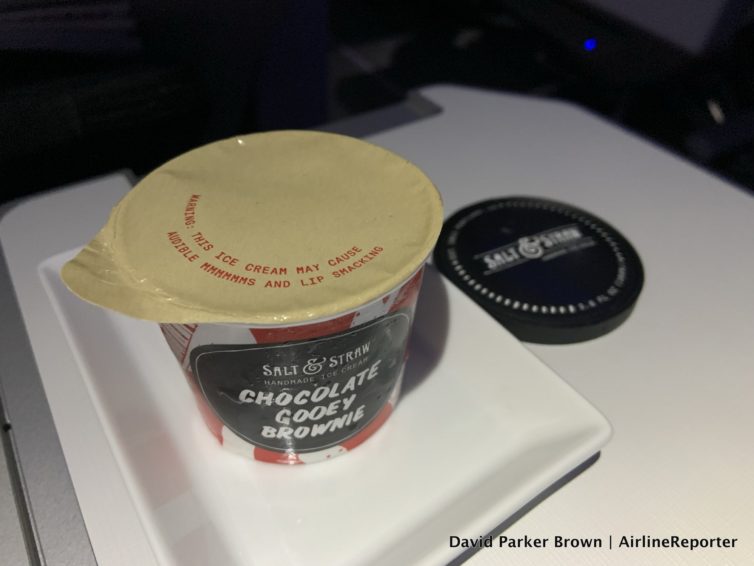 WARNING: THIS ICE CREAM MAY CAUSE
AUDIBLE MMMMMMS AND LIP SMACKING
SALT & STRAW
HANDMADE ICE CREAM
CHOCOLATE
GOOEY
BROWNIE
SALT & STRAW
David Parker Brown | AirlineReporter